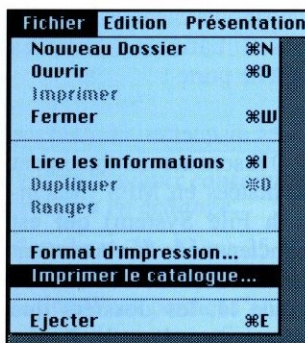 Fichier Edition Présentation
Nouveau Dossier ⌘N
Ouvrir ⌘O
Imprimer
Fermer ⌘W
Lire les informations ⌘I
Dupliquer ⌘D
Ranger
Format d'impression...
Imprimer le catalogue...
Ejecter ⌘E